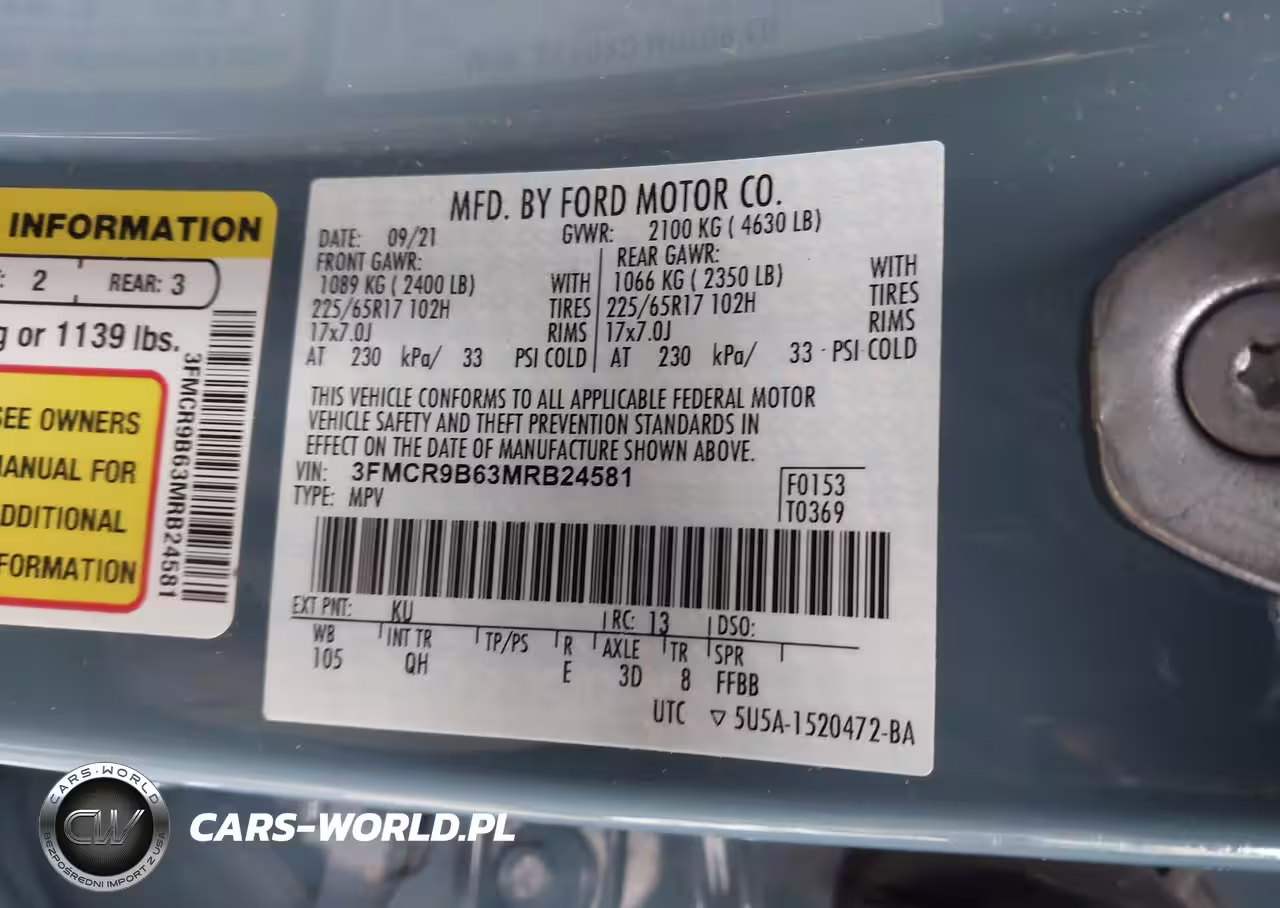 INFORMATION
2 REAR: 3
or 1139 lbs.
SEE OWNERS
MANUAL FOR
ADDITIONAL
INFORMATION
3FMCR9B63MRB24581
MFD. BY FORD MOTOR CO.
DATE: 09/21 GVWR: 2100 KG ( 4630 LB)
FRONT GAWR: REAR GAWR:
1089 KG ( 2400 LB) WITH 1066 KG ( 2350 LB) WITH
225/65R17 102H TIRES 225/65R17 102H TIRES
17x7.0J RIMS 17x7.0J RIMS
AT 230 kPa/ 33 PSI COLD AT 230 kPa/ 33 PSI COLD
THIS VEHICLE CONFORMS TO ALL APPLICABLE FEDERAL MOTOR
VEHICLE SAFETY AND THEFT PREVENTION STANDARDS IN
EFFECT ON THE DATE OF MANUFACTURE SHOWN ABOVE.
VIN: 3FMCR9B63MRB24581
TYPE: MPV
F0153
T0369
EXT PNT: KU RC: 13 DSO:
WB INT TR TP/PS R AXLE TR SPR
105 QH E 3D 8 FFBB
UTC ▽ 5U5A-1520472-BA
CARS-WORLD
CW
BEZPOŚREDNI IMPORT Z USA
CARS-WORLD.PL